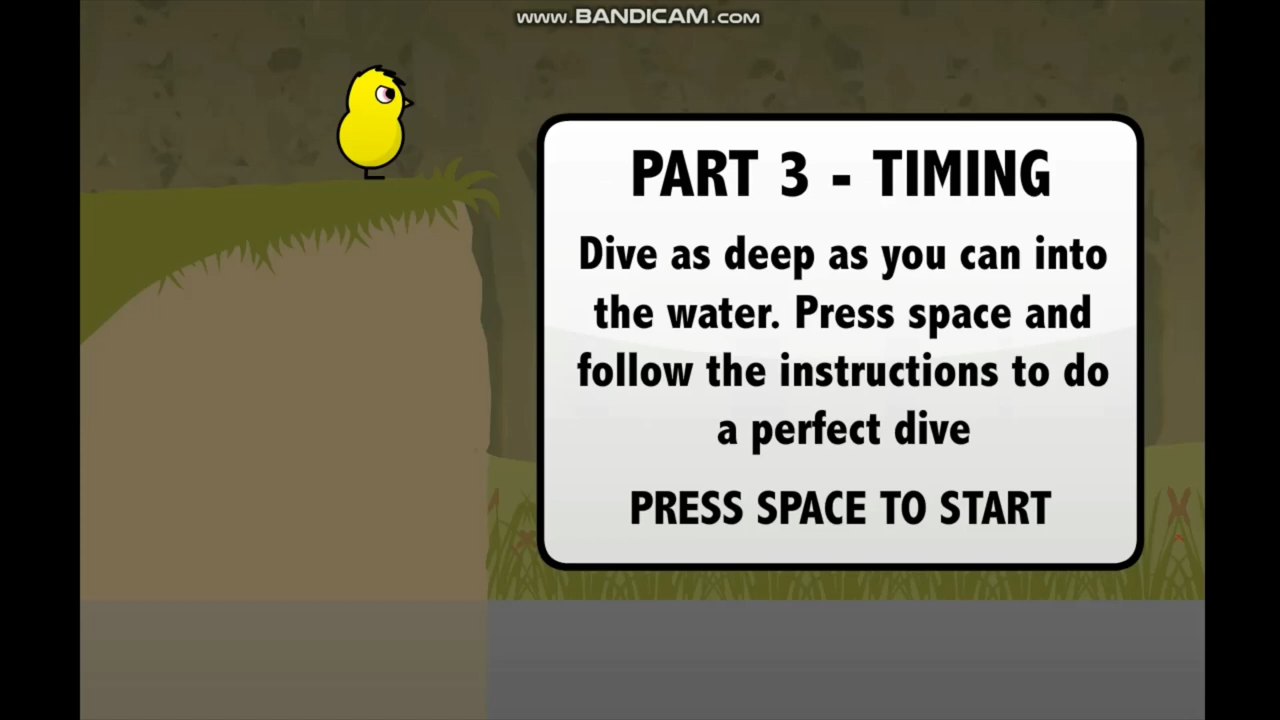 www.BANDICAM.com
PART 3 - TIMING
Dive as deep as you can into
the water. Press space and
follow the instructions to do
a perfect dive
PRESS SPACE TO START